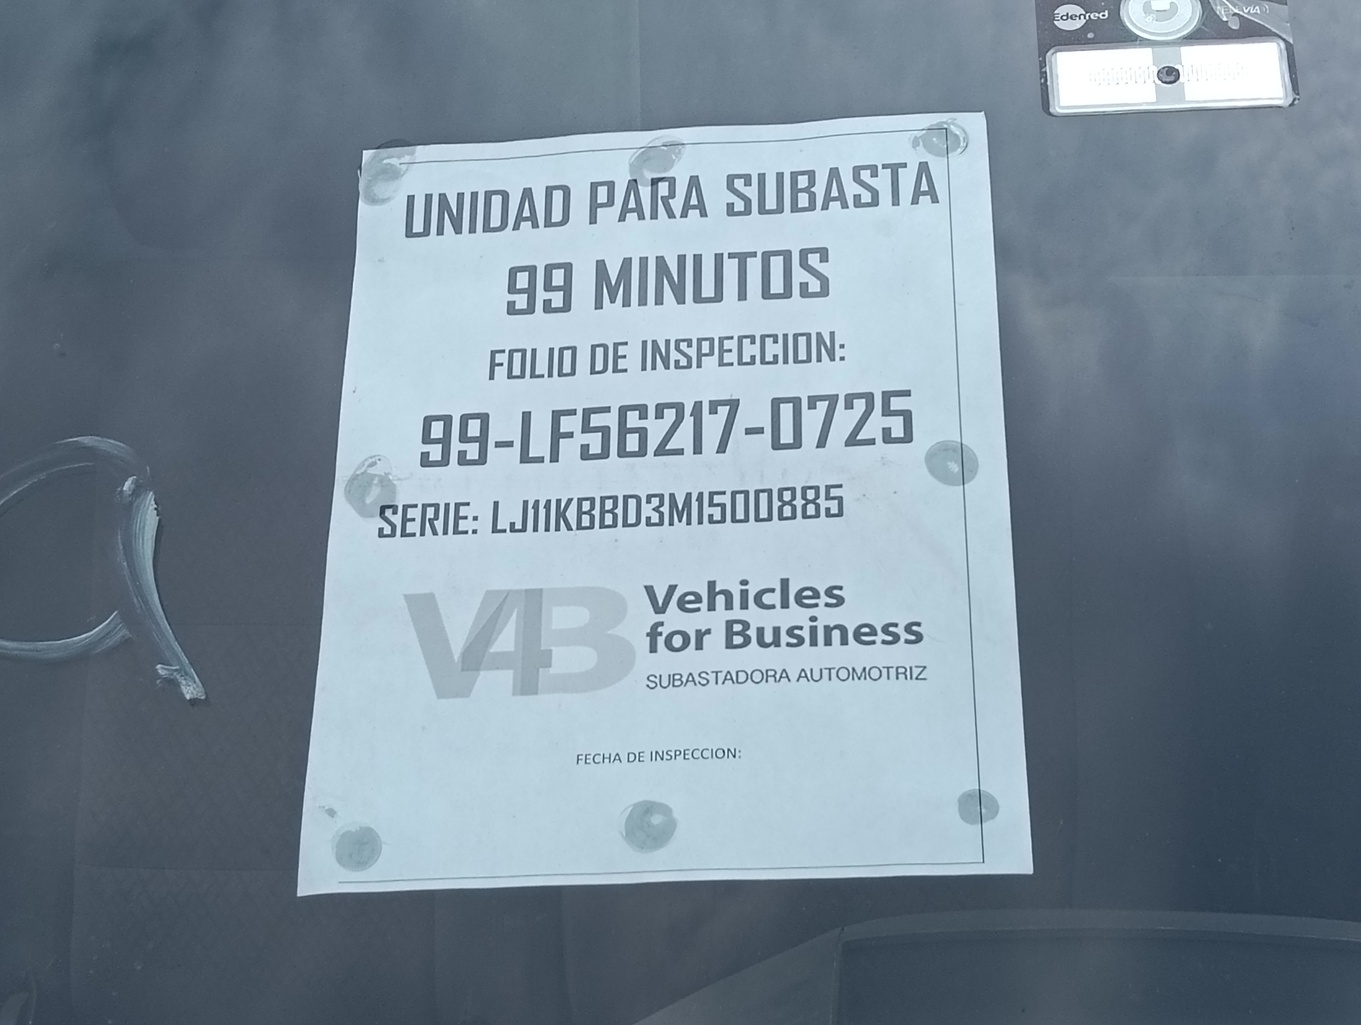 Edenred
UNIDAD PARA SUBASTA
99 MINUTOS
FOLIO DE INSPECCION:
99-LF56217-0725
SERIE: LJ11KBBD3M1500885
V4B
Vehicles
for Business
SUBASTADORA AUTOMOTRIZ
FECHA DE INSPECCION: